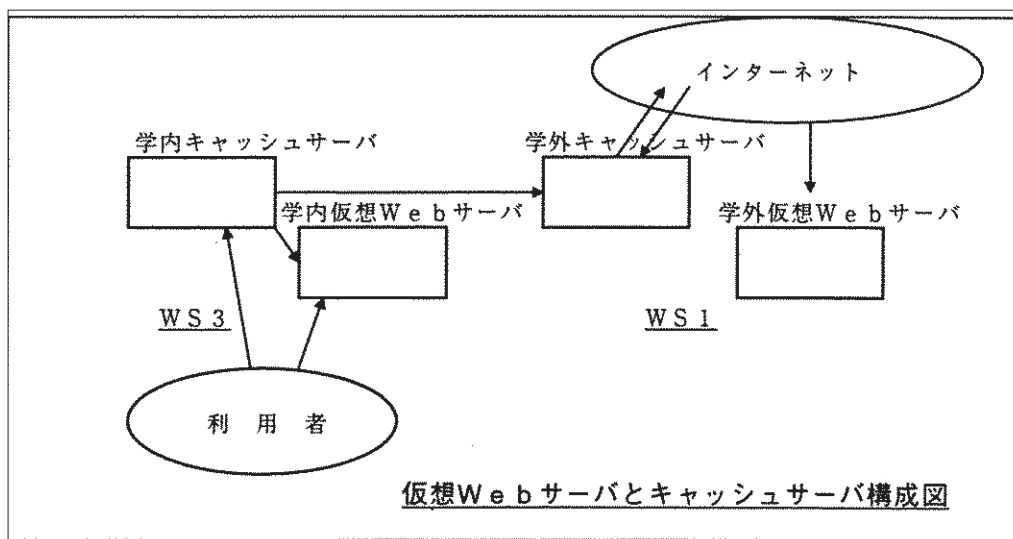 インターネット
学内キャッシュサーバ
学外キャッシュサーバ
学内仮想Ｗｅｂサーバ
学外仮想Ｗｅｂサーバ
ＷＳ３
ＷＳ１
利　用　者
仮想Ｗｅｂサーバとキャッシュサーバ構成図